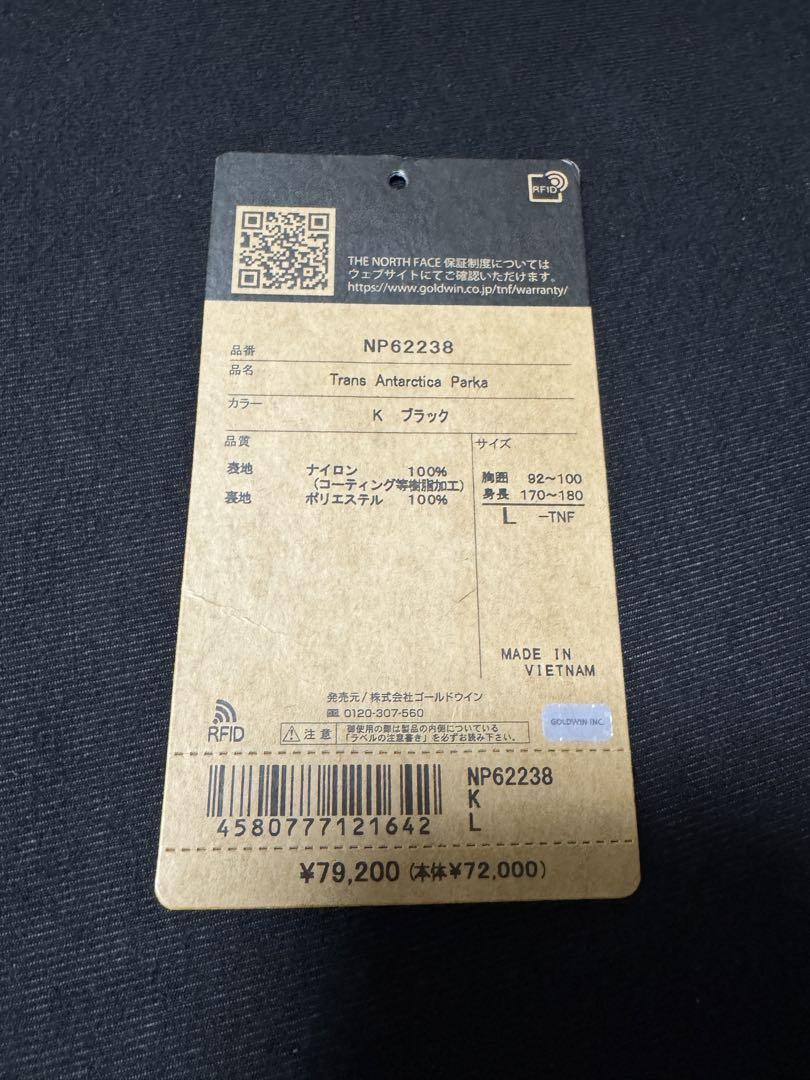 RFID
THE NORTH FACE 保証制度については
ウェブサイトにてご確認いただけます。
https://www.goldwin.co.jp/tnf/warranty/
品番 NP62238
品名 Trans Antarctica Parka
カラー K ブラック
品質
表地 ナイロン 100%
(コーティング等樹脂加工)
裏地 ポリエステル 100%
サイズ
胸囲 92～100
身長 170～180
L -TNF
MADE IN
VIETNAM
発売元/株式会社ゴールドウイン
0120-307-560
RFID
注意 御使用の際は製品の内側についている
「ラベルの注意書き」を必ずお読み下さい。
GOLDWIN INC.
4580777121642
NP62238
K
L
¥79,200 (本体¥72,000)